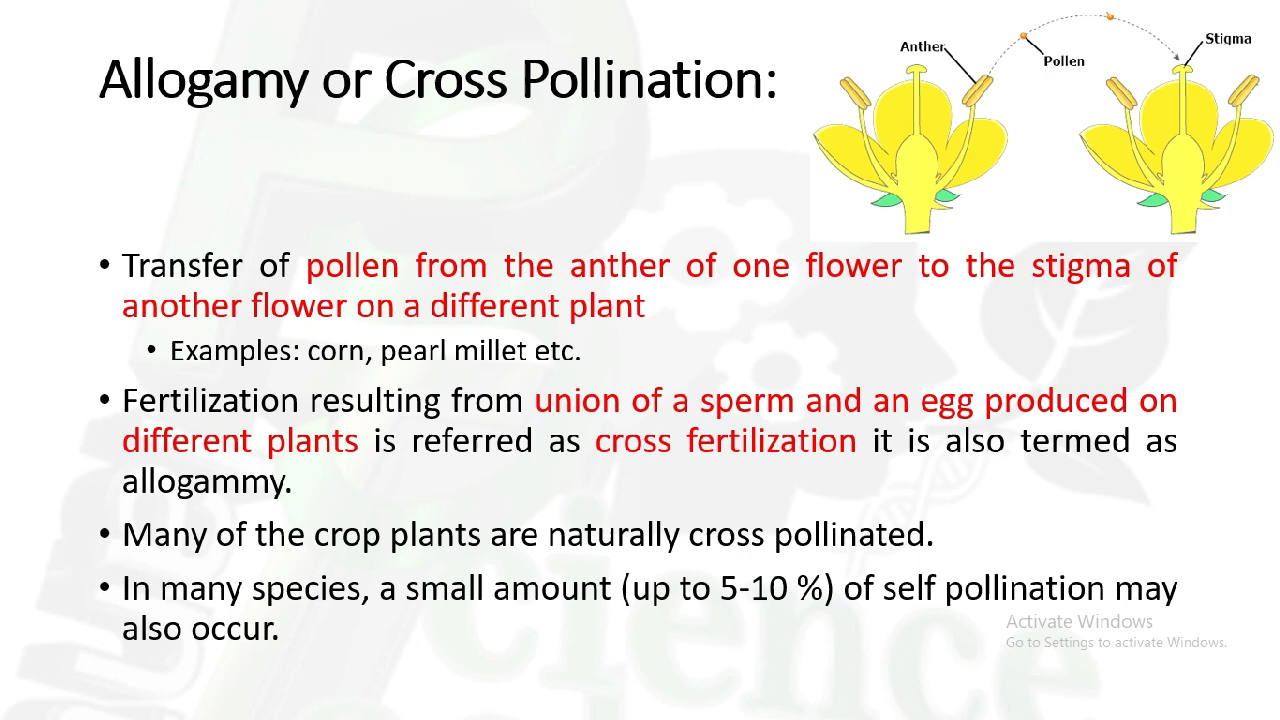 Allogamy or Cross Pollination:
Anther
Pollen
Stigma
• Transfer of pollen from the anther of one flower to the stigma of
another flower on a different plant
• Examples: corn, pearl millet etc.
• Fertilization resulting from union of a sperm and an egg produced on
different plants is referred as cross fertilization it is also termed as
allogammy.
• Many of the crop plants are naturally cross pollinated.
• In many species, a small amount (up to 5-10 %) of self pollination may
also occur.
Activate Windows
Go to Settings to activate Windows.